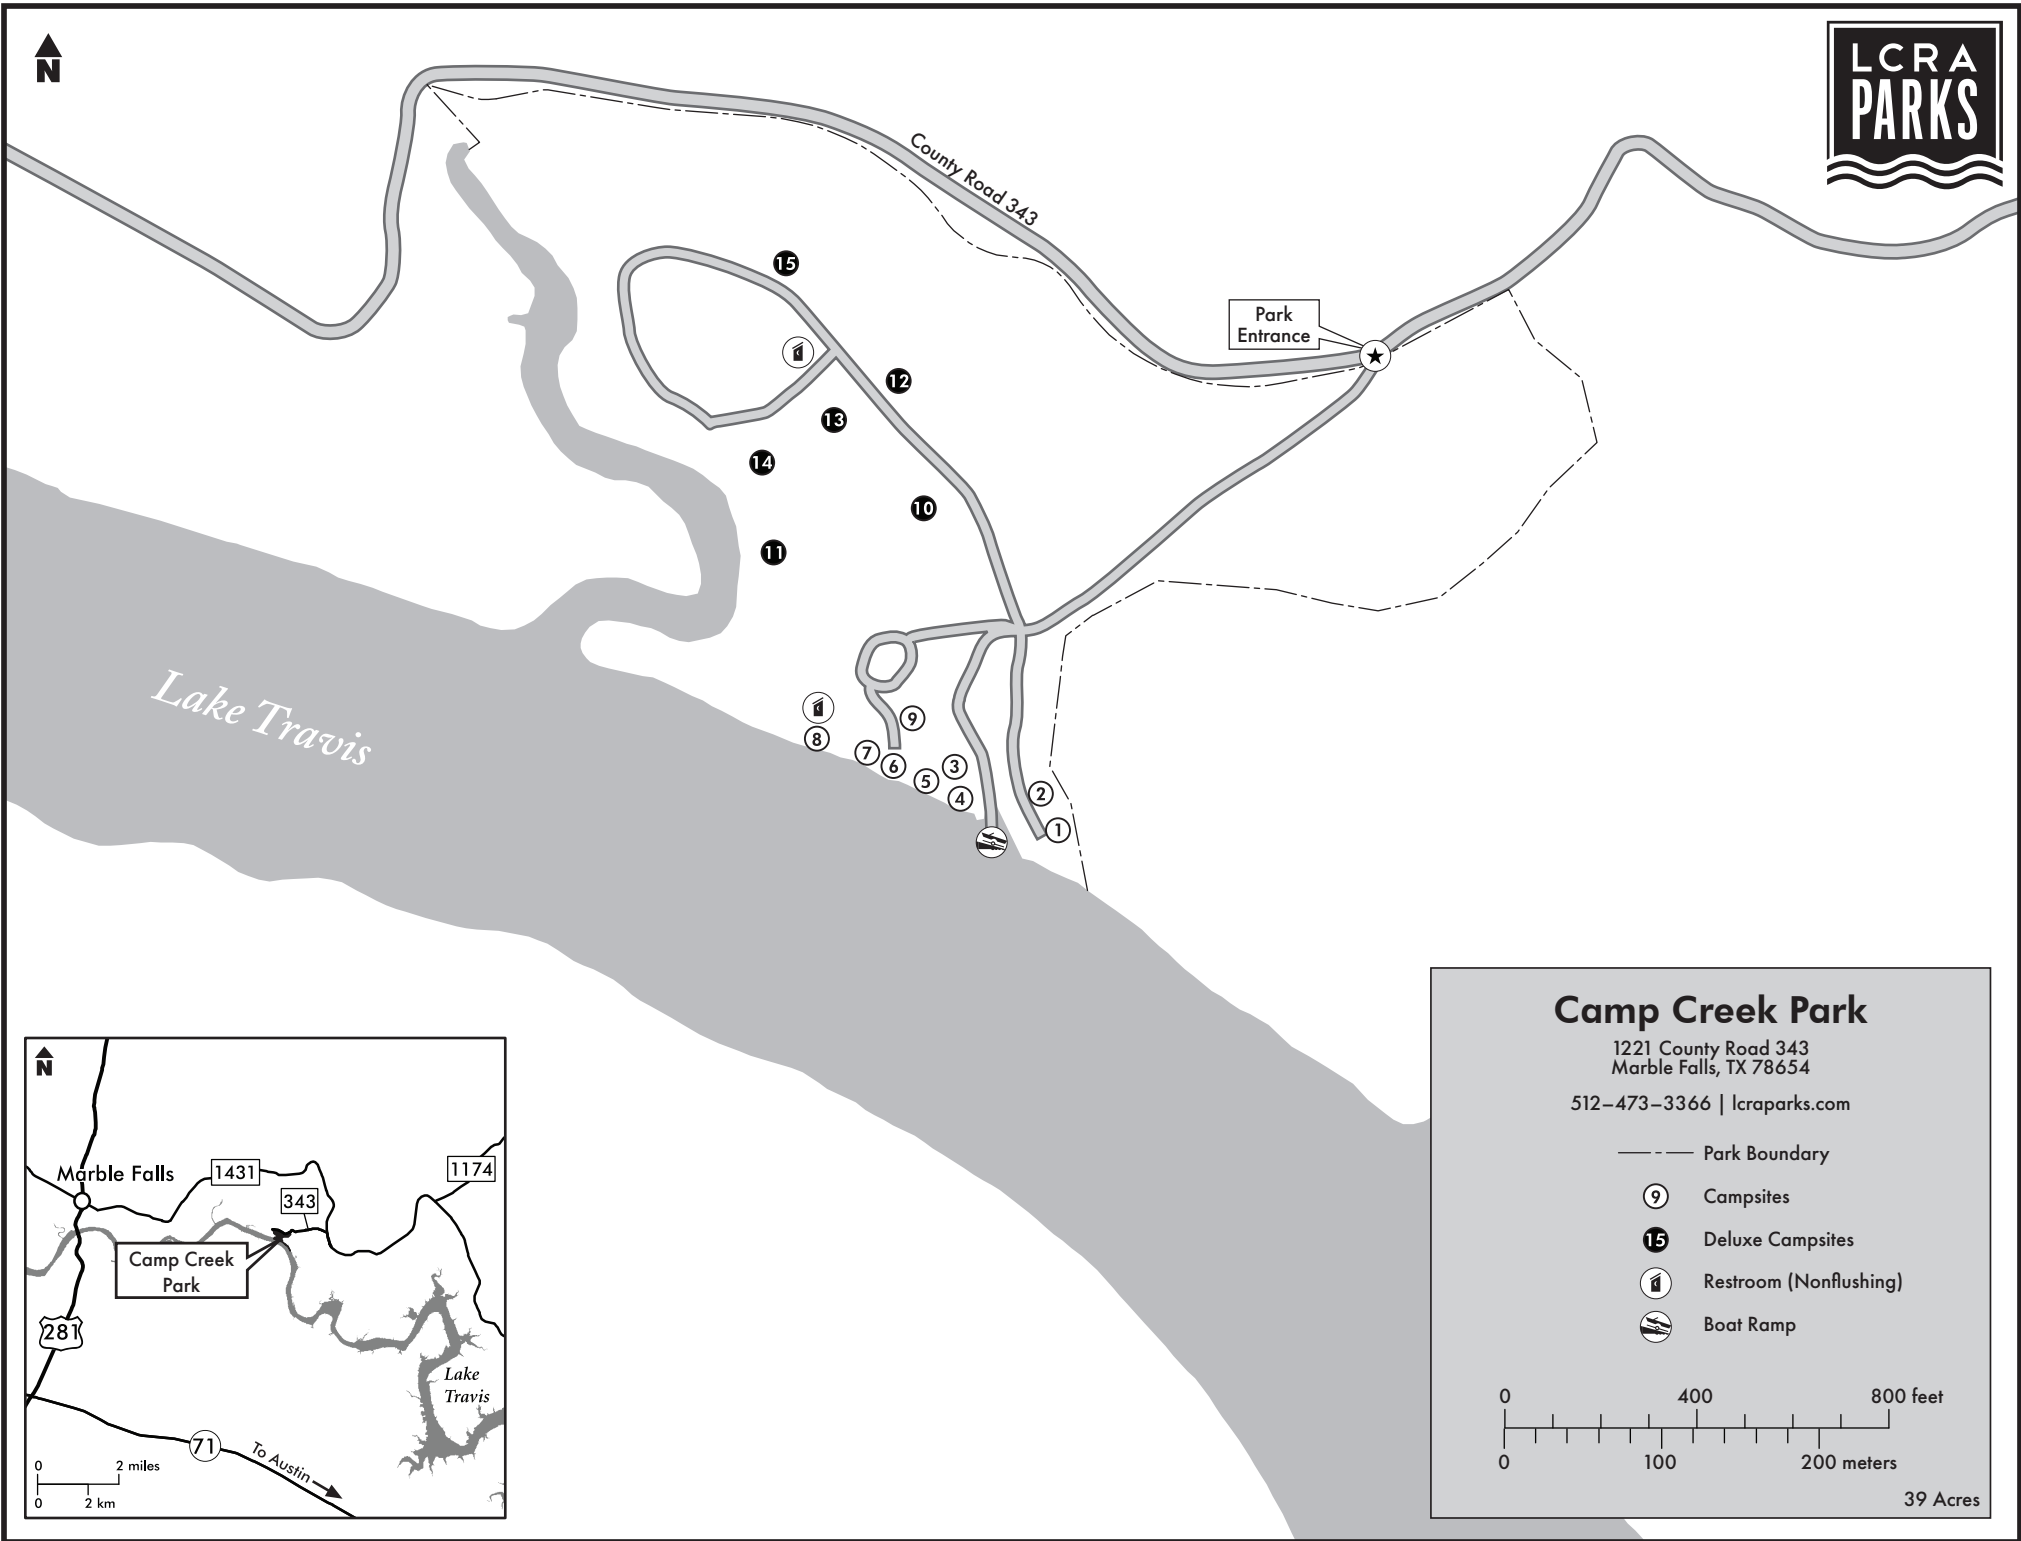 N
LCRA
PARKS
County Road 343
Park
Entrance
15
12
13
14
10
11
9
8
7
6
5
3
4
2
1
Lake Travis
N
Marble Falls
1431
1174
343
Camp Creek
Park
281
Lake
Travis
71
To Austin
0 2 miles
0 2 km
Camp Creek Park
1221 County Road 343
Marble Falls, TX 78654
512–473–3366 | lcraparks.com
Park Boundary
9 Campsites
15 Deluxe Campsites
Restroom (Nonflushing)
Boat Ramp
0 400 800 feet
0 100 200 meters
39 Acres